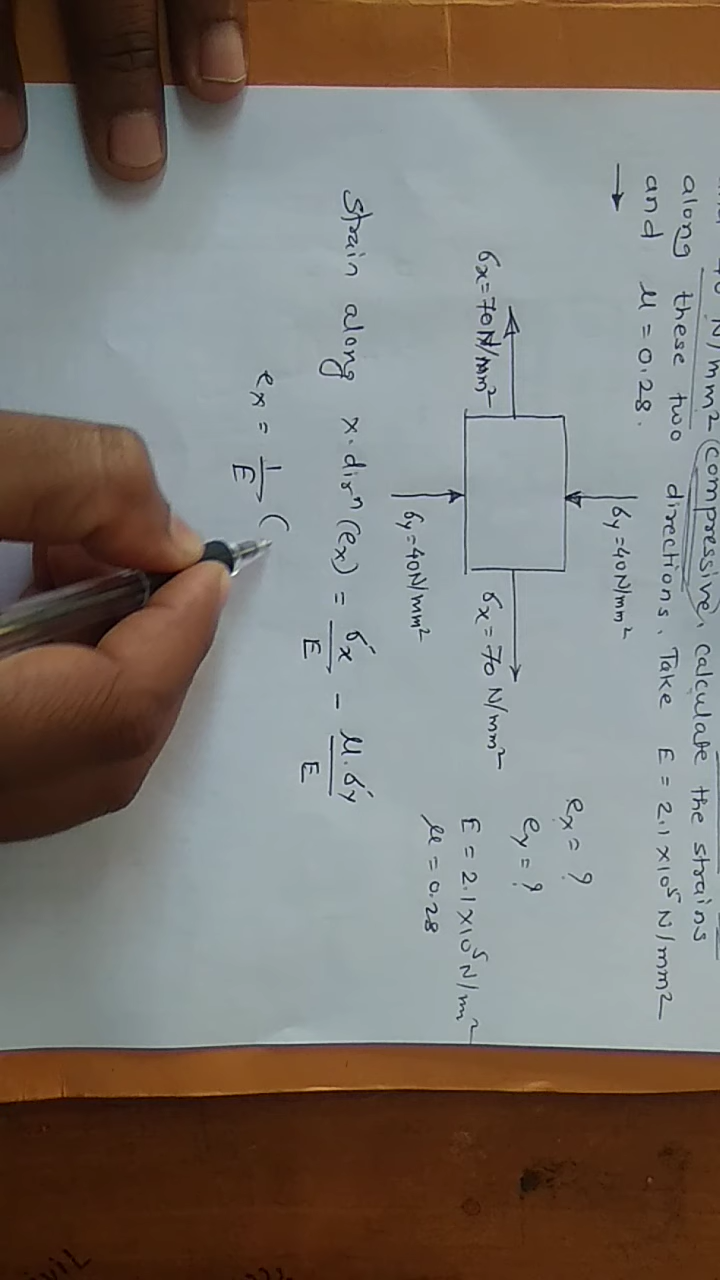 N/mm² (compressive), calculate the strains
along these two directions. Take E = 2.1 × 10⁵ N/mm²
and μ = 0.28.
σy = 40 N/mm²
σx = 70 N/mm²
σx = 70 N/mm²
σy = 40 N/mm²
ex = ?
ey = ?
E = 2.1 × 10⁵ N/m²
μ = 0.28
Strain along x. dirⁿ (ex) = σx/E - μ.σy/E
ex = 1/E (